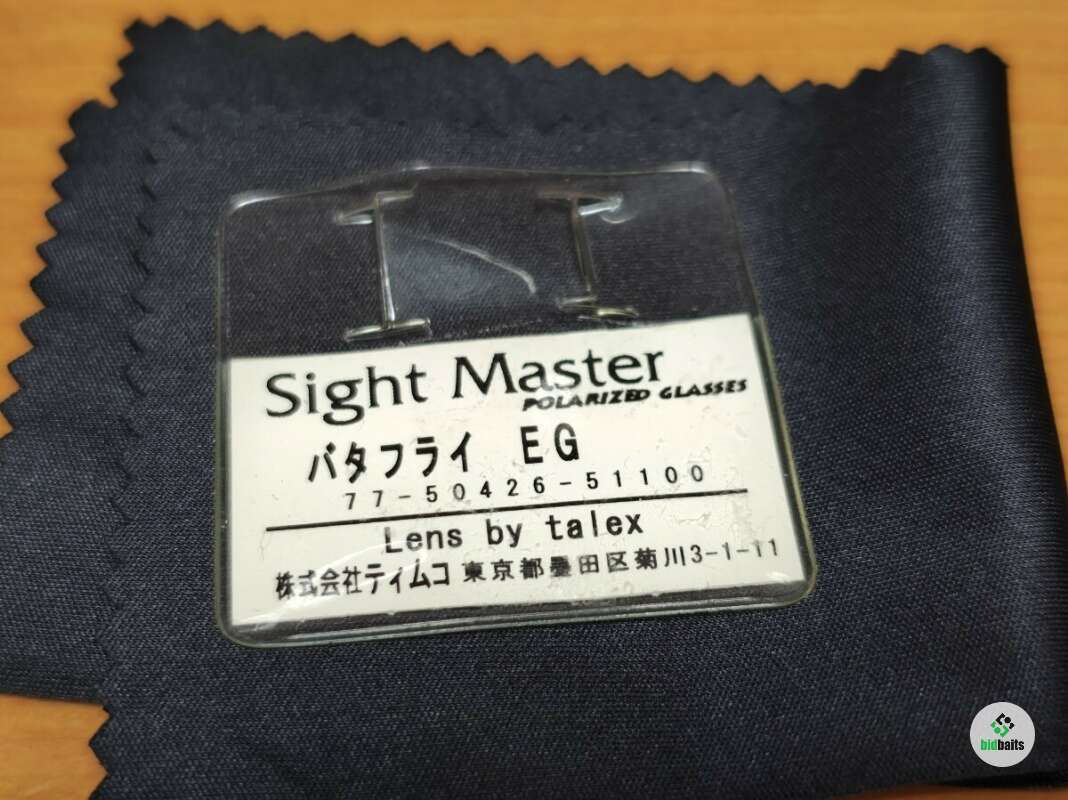 Sight Master
POLARIZED GLASSES
バタフライ EG
77-50426-51100
Lens by talex
株式会社ティムコ 東京都墨田区菊川3-1-11
bidbaits